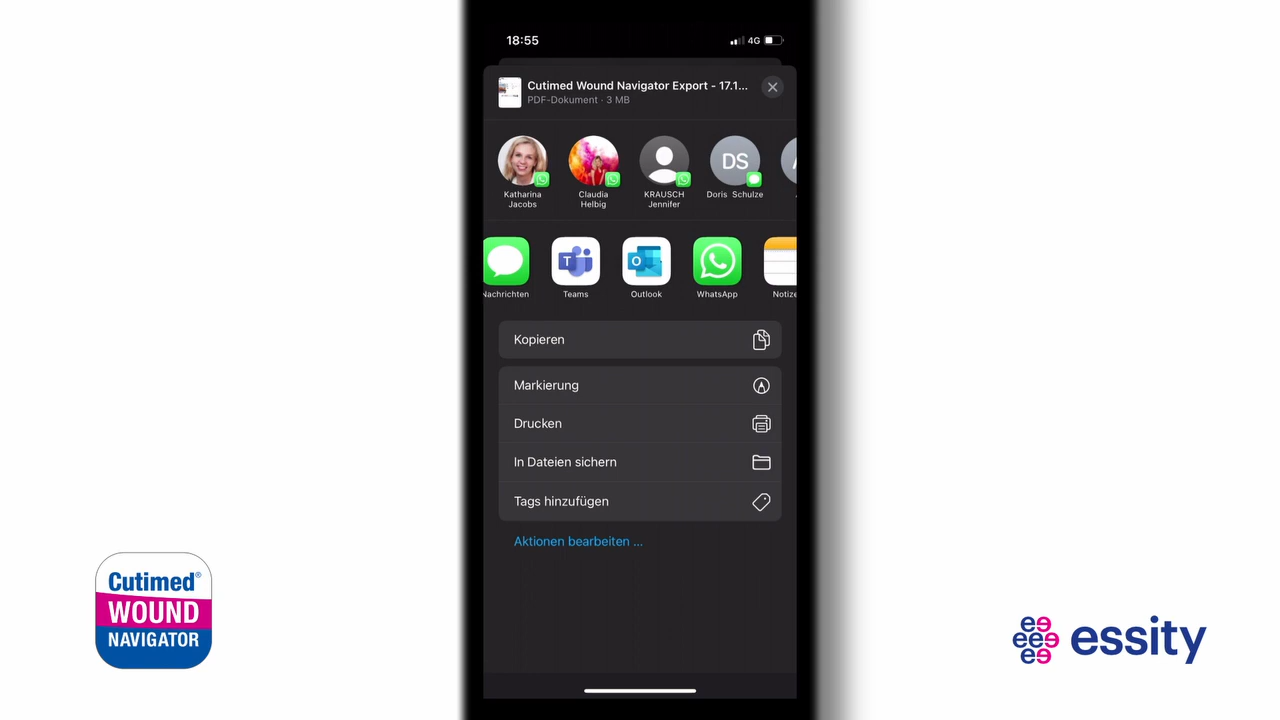 18:55
4G
Cutimed Wound Navigator Export - 17.1...
PDF-Dokument · 3 MB
Katharina
Jacobs
Claudia
Helbig
KRAUSCH
Jennifer
DS
Doris Schulze
Nachrichten
T
Teams
O
Outlook
WhatsApp
Notize
Kopieren
Markierung
Drucken
In Dateien sichern
Tags hinzufügen
Aktionen bearbeiten ...
Cutimed®
WOUND
NAVIGATOR
essity